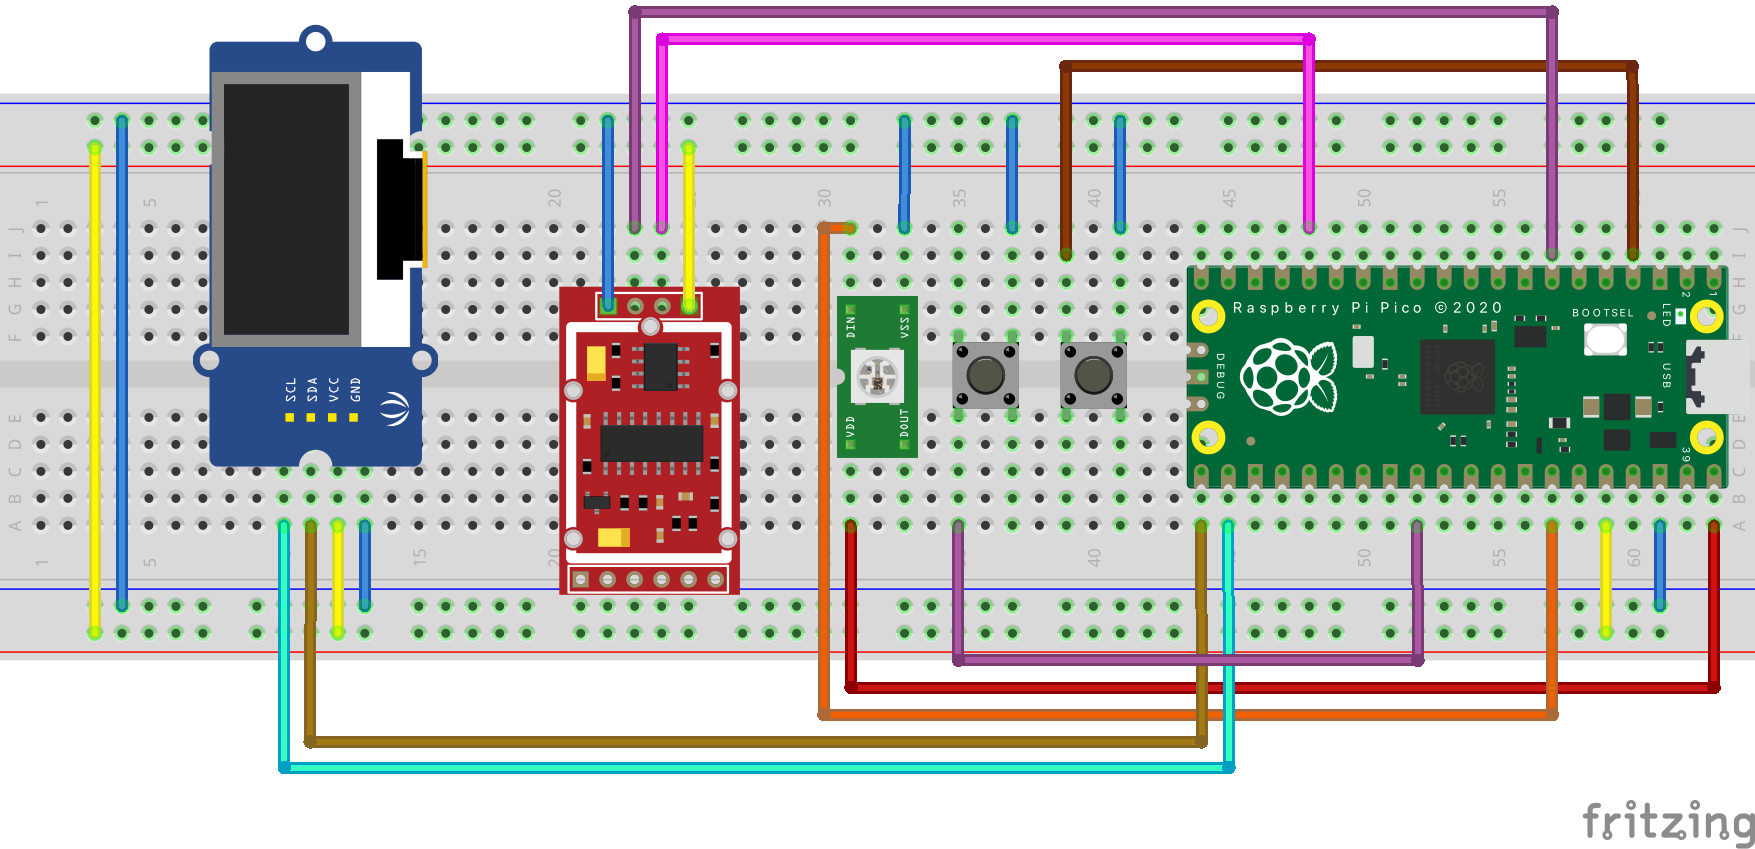 1
5
20
30
35
40
45
50
55
J
I
H
G
F
J
I
H
G
SCL
SDA
VCC
GND
DIN
VSS
VDD
DOUT
Raspberry Pi Pico ©2020
BOOTSEL
LED
2
1
DEBUG
USB
39
E
D
C
B
A
E
D
C
B
A
1
5
15
20
40
50
55
60
fritzing